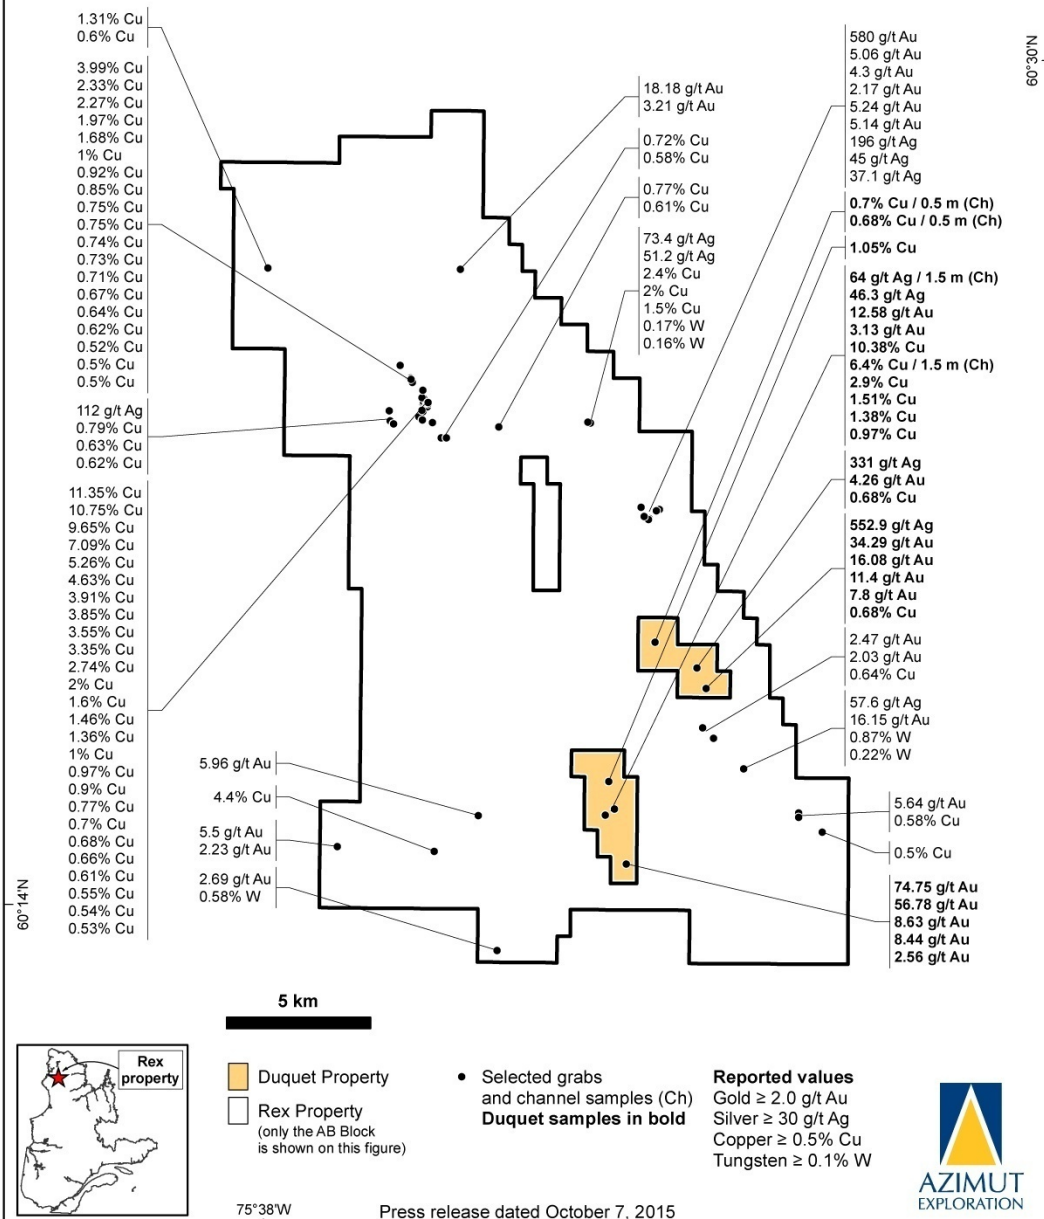 1.31% Cu
0.6% Cu
3.99% Cu
2.33% Cu
2.27% Cu
1.97% Cu
1.68% Cu
1% Cu
0.92% Cu
0.85% Cu
0.75% Cu
0.75% Cu
0.74% Cu
0.73% Cu
0.71% Cu
0.67% Cu
0.64% Cu
0.62% Cu
0.52% Cu
0.5% Cu
0.5% Cu
112 g/t Ag
0.79% Cu
0.63% Cu
0.62% Cu
11.35% Cu
10.75% Cu
9.65% Cu
7.09% Cu
5.26% Cu
4.63% Cu
3.91% Cu
3.85% Cu
3.55% Cu
3.35% Cu
2.74% Cu
2% Cu
1.6% Cu
1.46% Cu
1.36% Cu
1% Cu
0.97% Cu
0.9% Cu
0.77% Cu
0.7% Cu
0.68% Cu
0.66% Cu
0.61% Cu
0.55% Cu
0.54% Cu
0.53% Cu
60°14'N
5.96 g/t Au
4.4% Cu
5.5 g/t Au
2.23 g/t Au
2.69 g/t Au
0.58% W
18.18 g/t Au
3.21 g/t Au
0.72% Cu
0.58% Cu
0.77% Cu
0.61% Cu
73.4 g/t Ag
51.2 g/t Ag
2.4% Cu
2% Cu
1.5% Cu
0.17% W
0.16% W
60°30'N
580 g/t Au
5.06 g/t Au
4.3 g/t Au
2.17 g/t Au
5.24 g/t Au
5.14 g/t Au
196 g/t Ag
45 g/t Ag
37.1 g/t Ag
0.7% Cu / 0.5 m (Ch)
0.68% Cu / 0.5 m (Ch)
1.05% Cu
64 g/t Ag / 1.5 m (Ch)
46.3 g/t Ag
12.58 g/t Au
3.13 g/t Au
10.38% Cu
6.4% Cu / 1.5 m (Ch)
2.9% Cu
1.51% Cu
1.38% Cu
0.97% Cu
331 g/t Ag
4.26 g/t Au
0.68% Cu
552.9 g/t Ag
34.29 g/t Au
16.08 g/t Au
11.4 g/t Au
7.8 g/t Au
0.68% Cu
2.47 g/t Au
2.03 g/t Au
0.64% Cu
57.6 g/t Ag
16.15 g/t Au
0.87% W
0.22% W
5.64 g/t Au
0.58% Cu
0.5% Cu
74.75 g/t Au
56.78 g/t Au
8.63 g/t Au
8.44 g/t Au
2.56 g/t Au
5 km
Rex
property
Duquet Property
Rex Property
(only the AB Block
is shown on this figure)
Selected grabs
and channel samples (Ch)
Duquet samples in bold
Reported values
Gold ≥ 2.0 g/t Au
Silver ≥ 30 g/t Ag
Copper ≥ 0.5% Cu
Tungsten ≥ 0.1% W
AZIMUT
EXPLORATION
75°38'W
Press release dated October 7, 2015